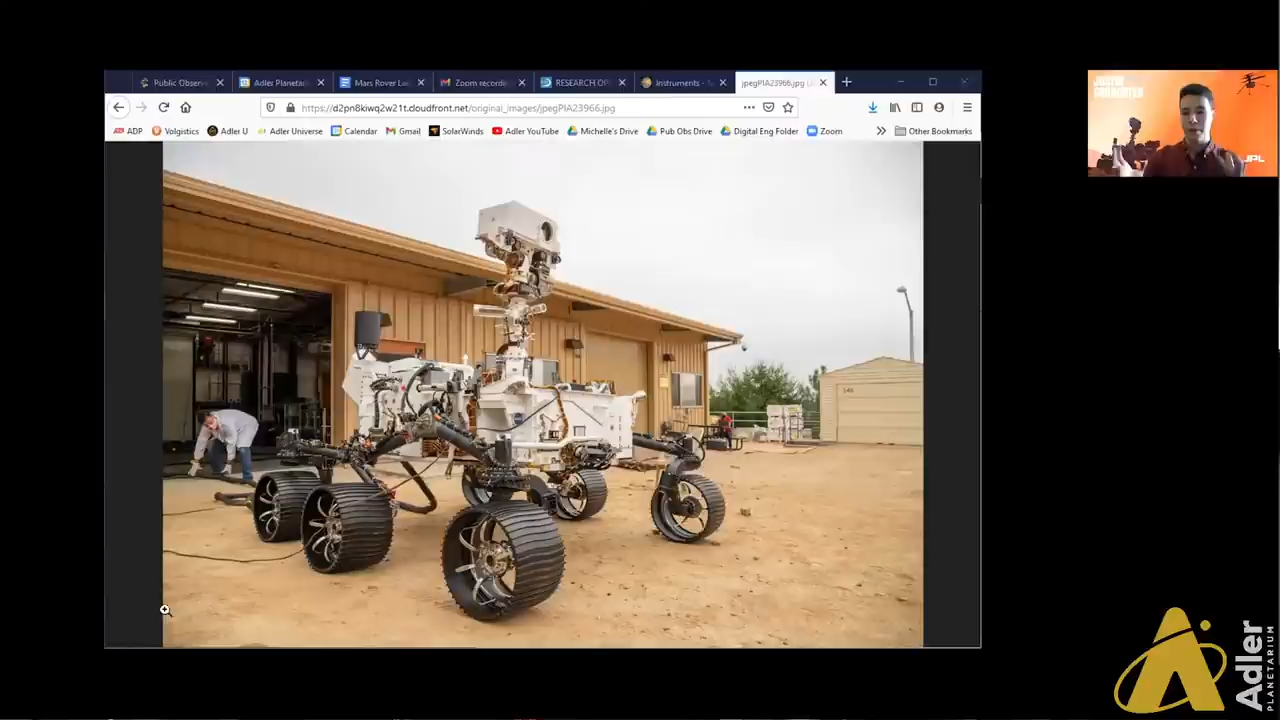 Public Observ
Adler Planetari
Mars Rover
Zoom recordi
RESEARCH OP
Instruments -
jpegPIA23966.jpg
https://d2pn8kiwq2w21t.cloudfront.net/original_images/jpegPIA23966.jpg
ADP
Volgistics
Adler U
Adler Universe
Calendar
Gmail
SolarWinds
Adler YouTube
Michelle's Drive
Pub Obs Drive
Digital Eng Folder
Zoom
Other Bookmarks
JPL
Adler
PLANETARIUM